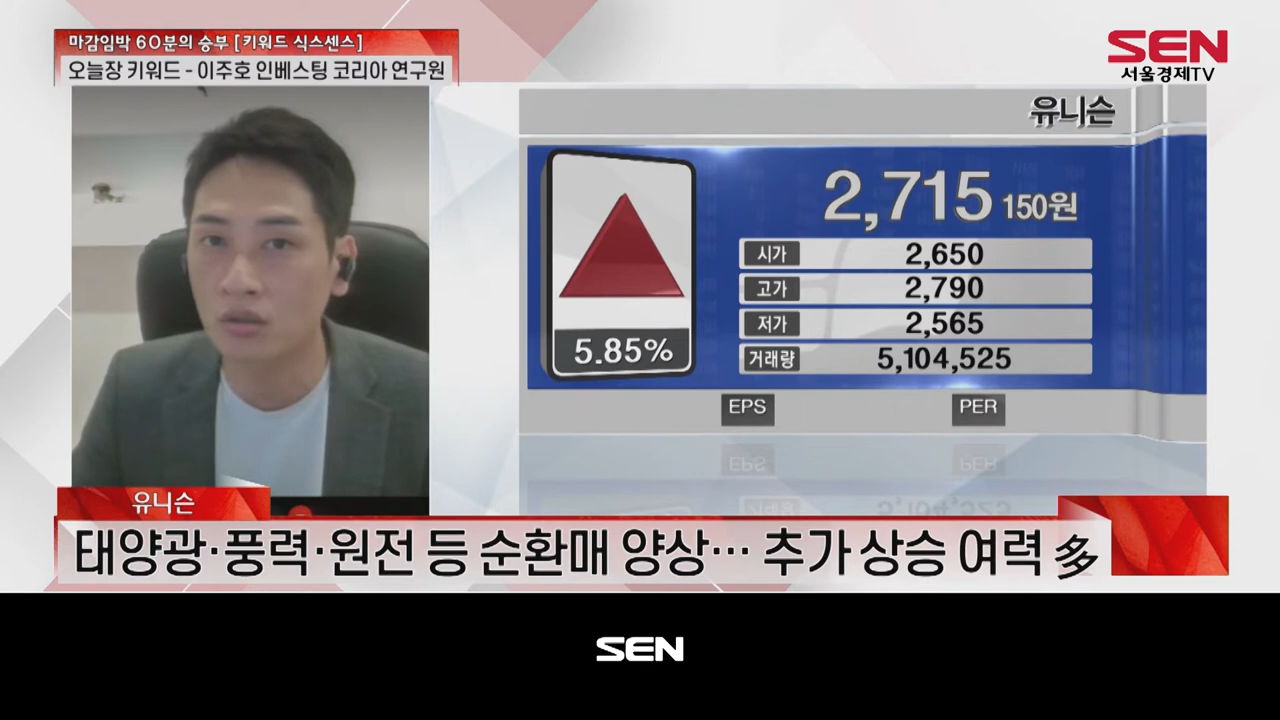 마감임박 60분의 승부 [키워드 식스센스]
오늘장 키워드 - 이주호 인베스팅 코리아 연구원
SEN
서울경제TV
유니슨
2,715 150원
5.85%
시가 2,650
고가 2,790
저가 2,565
거래량 5,104,525
EPS PER
유니슨
태양광·풍력·원전 등 순환매 양상… 추가 상승 여력 多
SEN